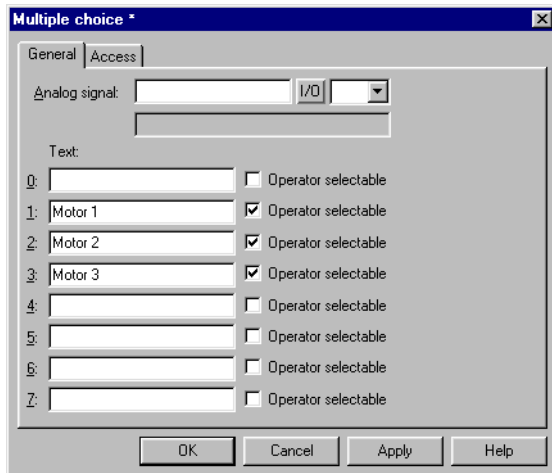 Multiple choice *
General Access
Analog signal: I/O
Text:
0: Operator selectable
1: Motor 1 Operator selectable
2: Motor 2 Operator selectable
3: Motor 3 Operator selectable
4: Operator selectable
5: Operator selectable
6: Operator selectable
7: Operator selectable
OK Cancel Apply Help